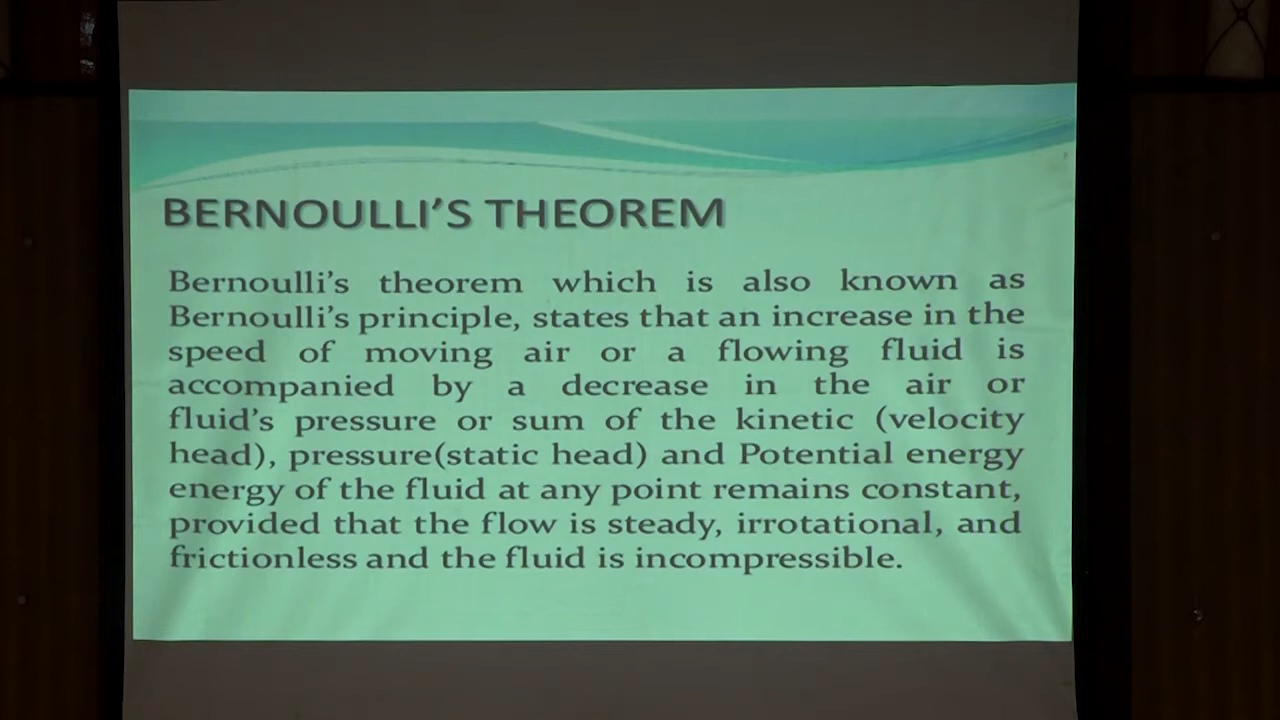 BERNOULLI'S THEOREM
Bernoulli's theorem which is also known as
Bernoulli's principle, states that an increase in the
speed of moving air or a flowing fluid is
accompanied by a decrease in the air or
fluid's pressure or sum of the kinetic (velocity
head), pressure(static head) and Potential energy
energy of the fluid at any point remains constant,
provided that the flow is steady, irrotational, and
frictionless and the fluid is incompressible.